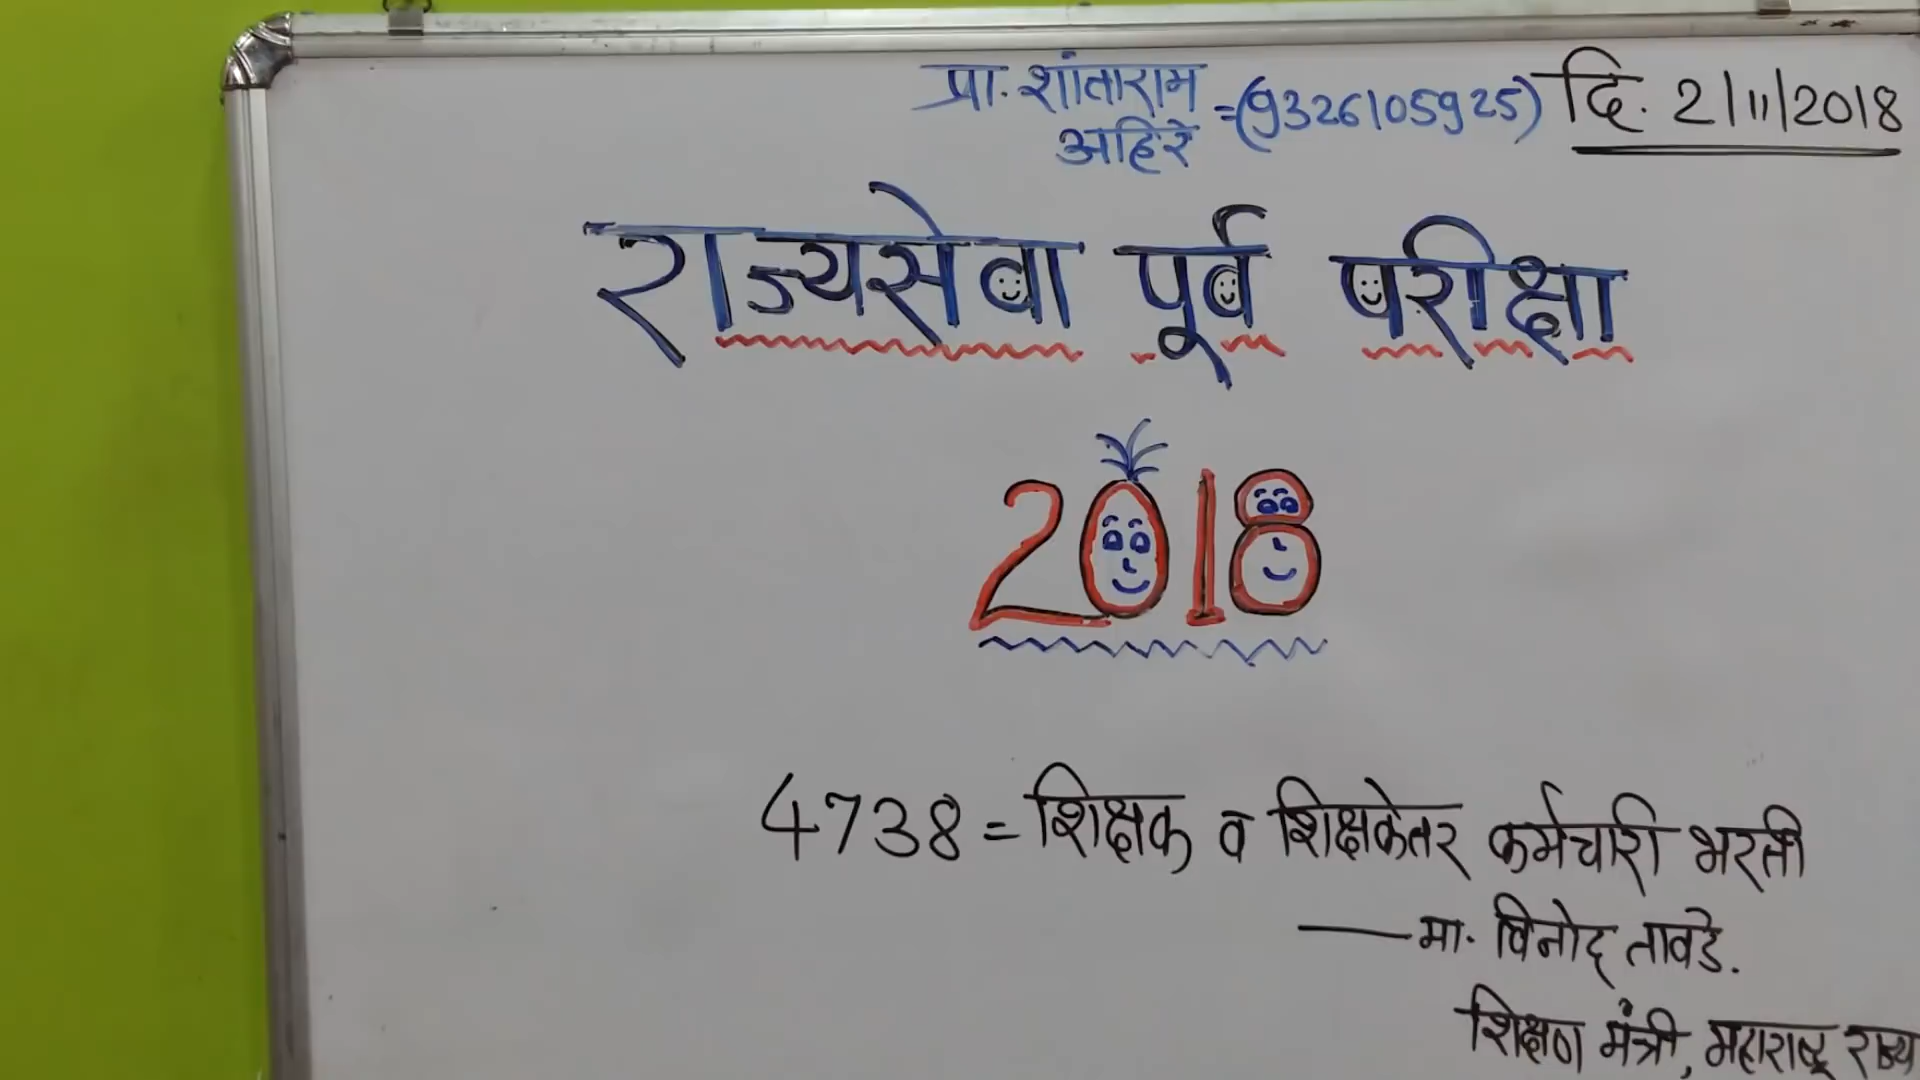 प्रा. शांताराम अहिरे =(9326105925) दि. 2/11/2018
राज्यसेवा पूर्व परीक्षा
2018
4738 = शिक्षक व शिक्षकेतर कर्मचारी भरती
— मा. विनोद तावडे.
शिक्षण मंत्री, महाराष्ट्र राज्य